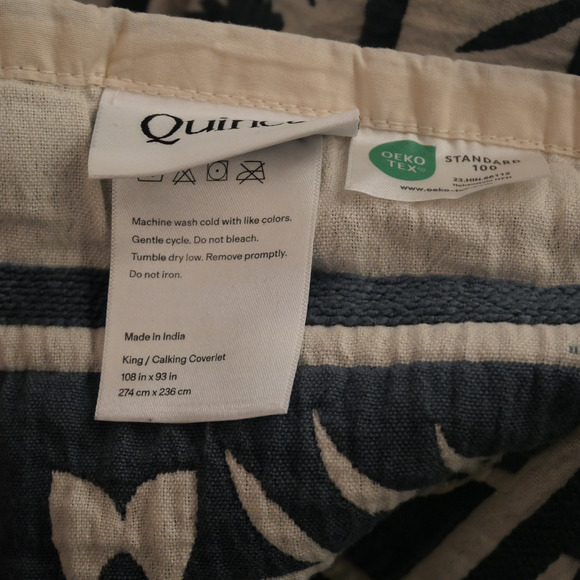 Machine wash cold with like colors.
Gentle cycle. Do not bleach.
Tumble dry low. Remove promptly.
Do not iron.
Made in India
King / Calking Coverlet
108 in x 93 in
274 cm x 236 cm
OEKO
TEX®
STANDARD
100